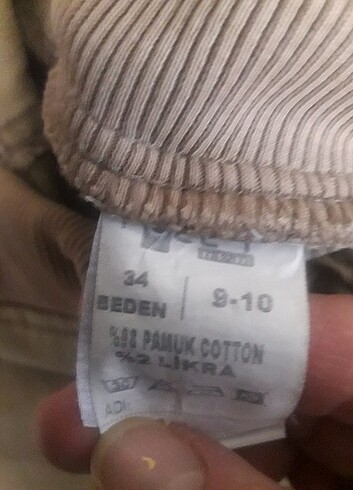 34 | 9-10
BEDEN
%98 PAMUK COTTON
%2 LİKRA